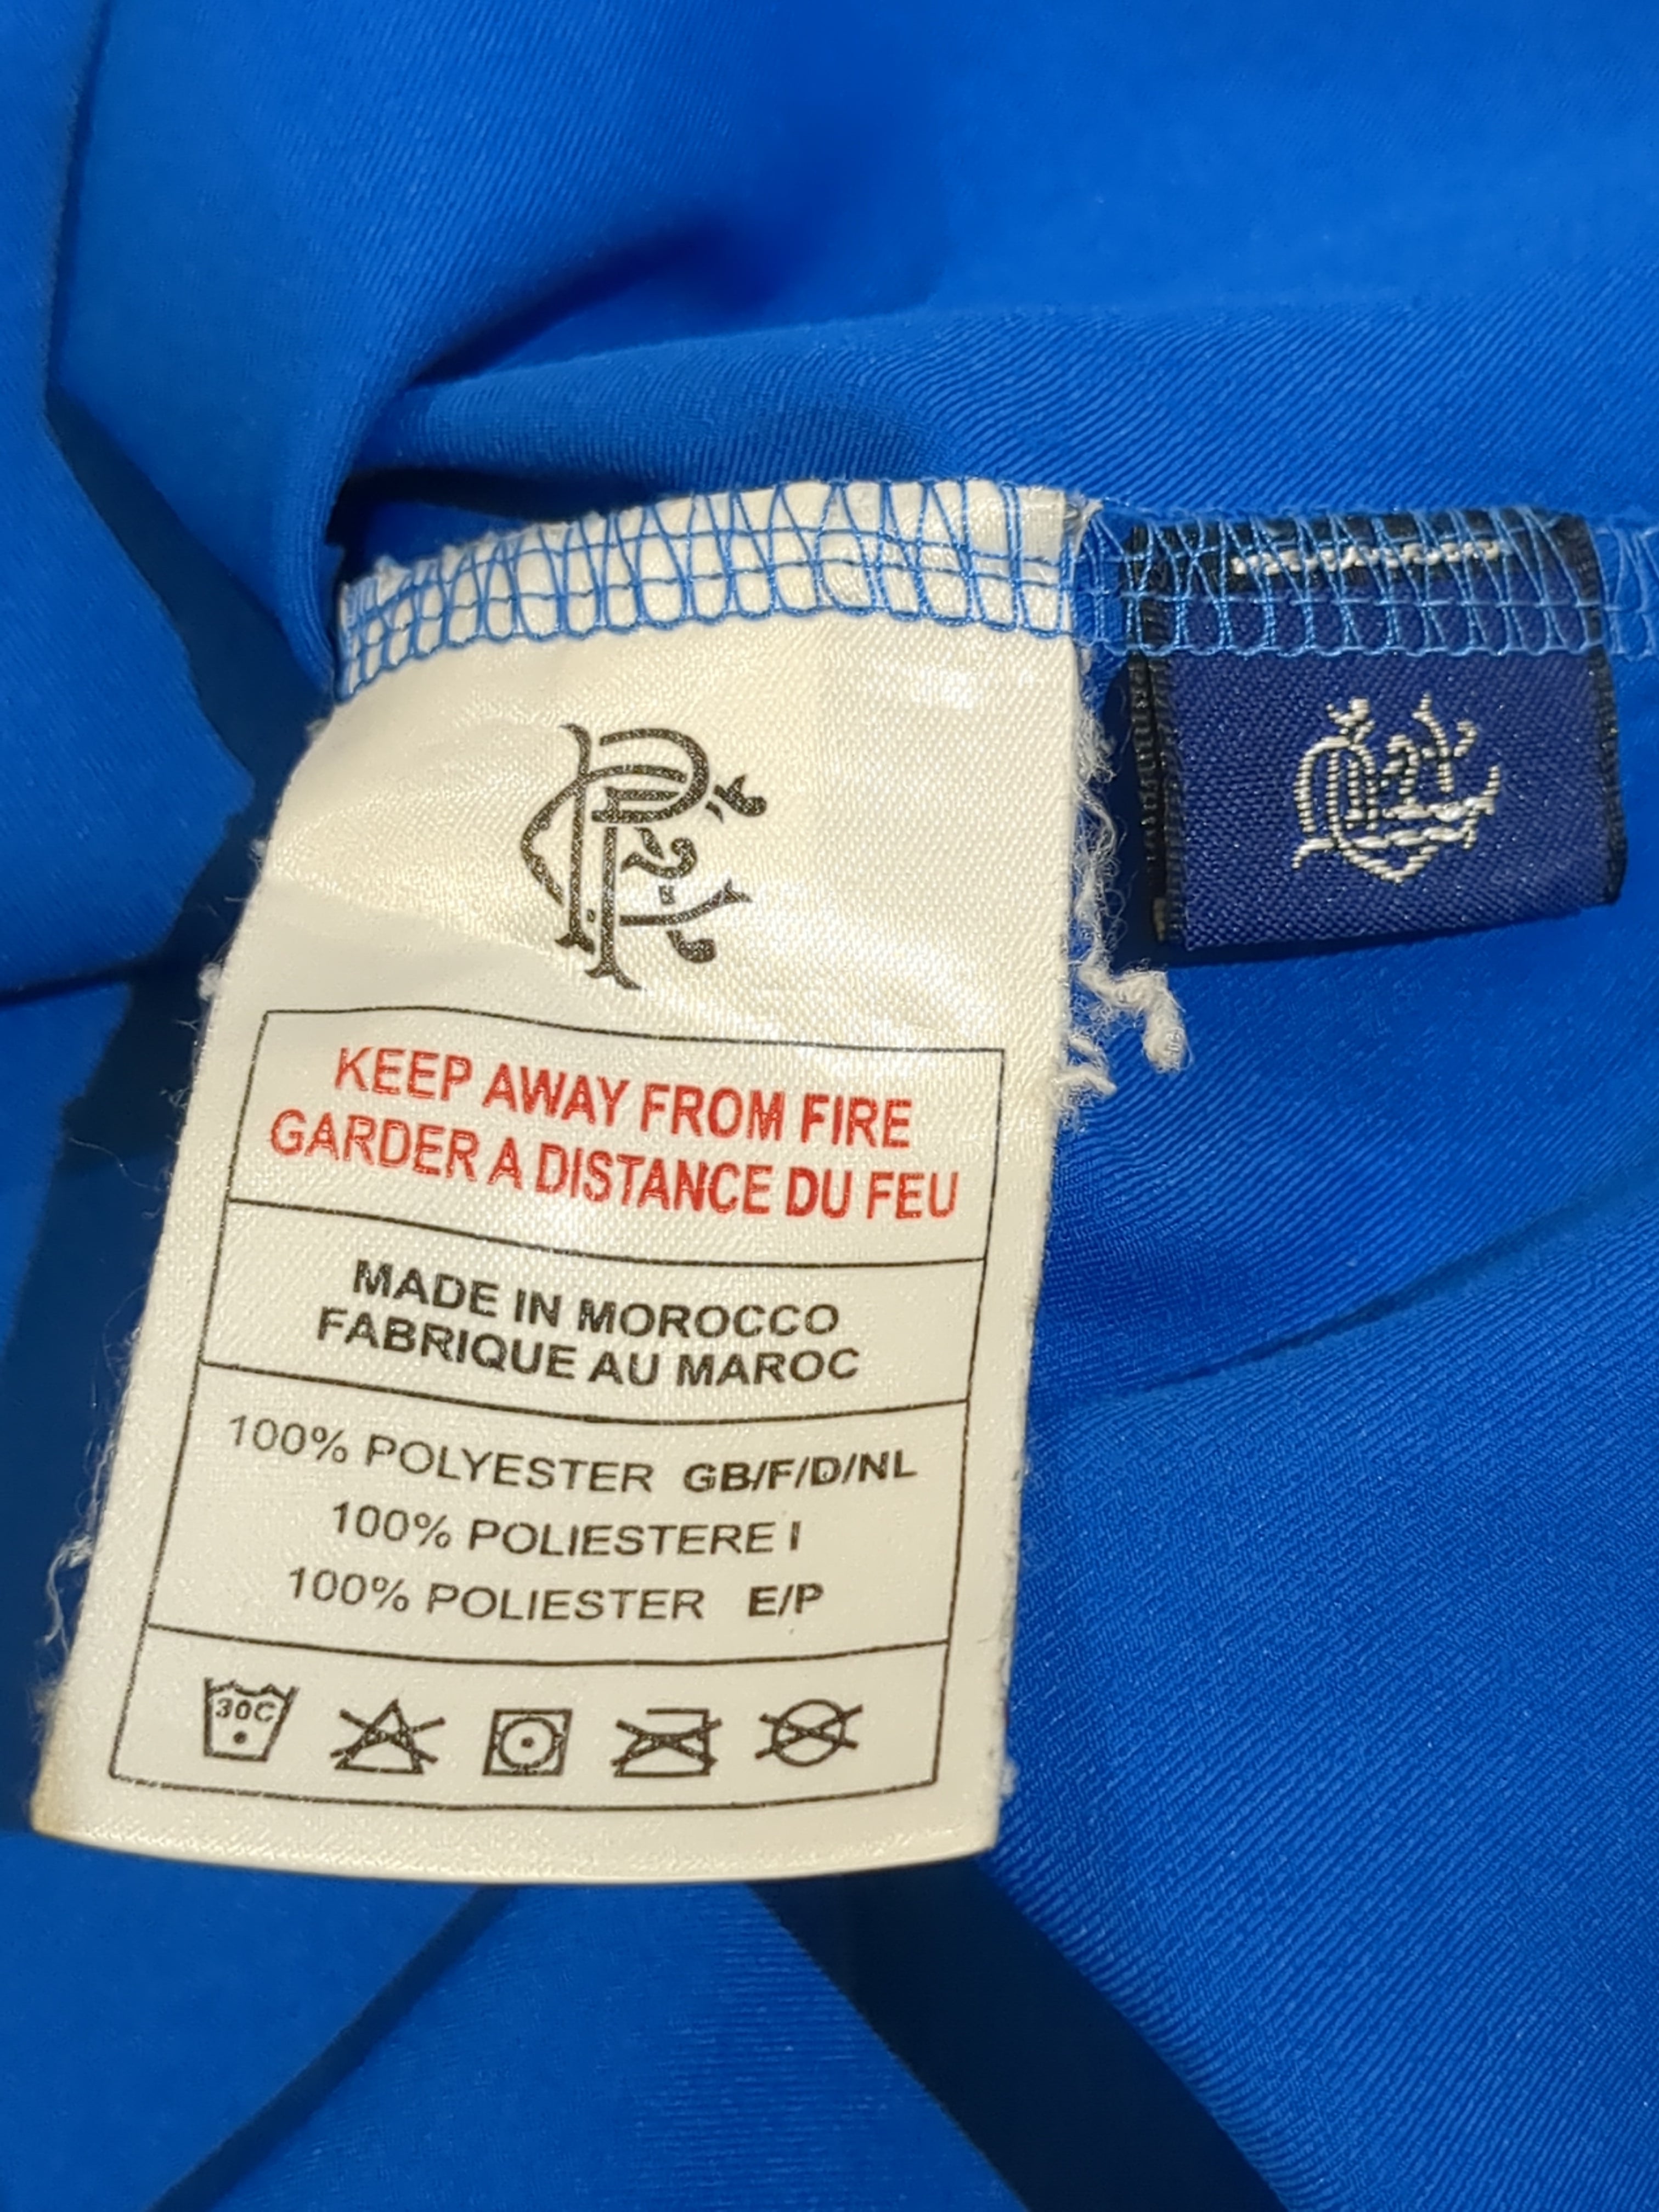 KEEP AWAY FROM FIRE
GARDER A DISTANCE DU FEU
MADE IN MOROCCO
FABRIQUE AU MAROC
100% POLYESTER GB/F/D/NL
100% POLIESTERE I
100% POLIESTER E/P
30C